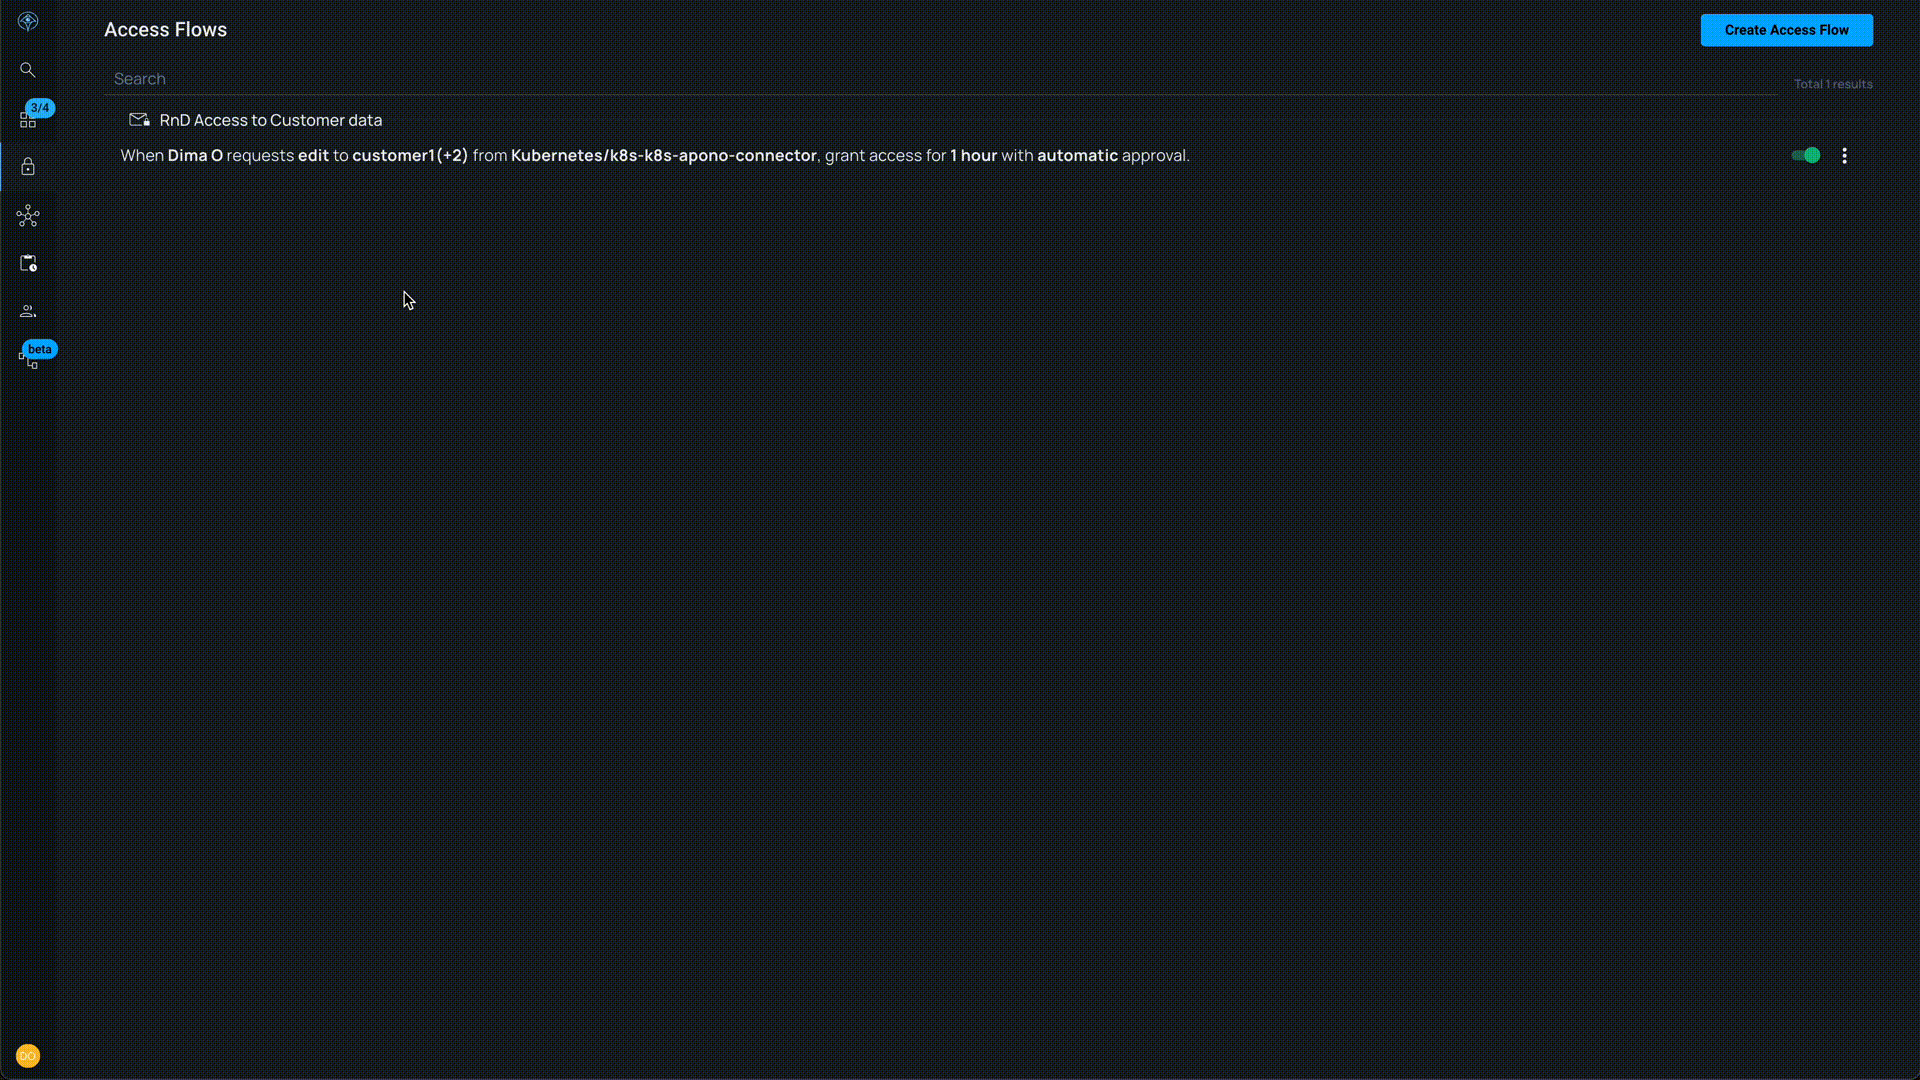 Access Flows
Create Access Flow
Search
Total 1 results
3/4
RnD Access to Customer data
When Dima O requests edit to customer1(+2) from Kubernetes/k8s-k8s-apono-connector, grant access for 1 hour with automatic approval.
beta
DO